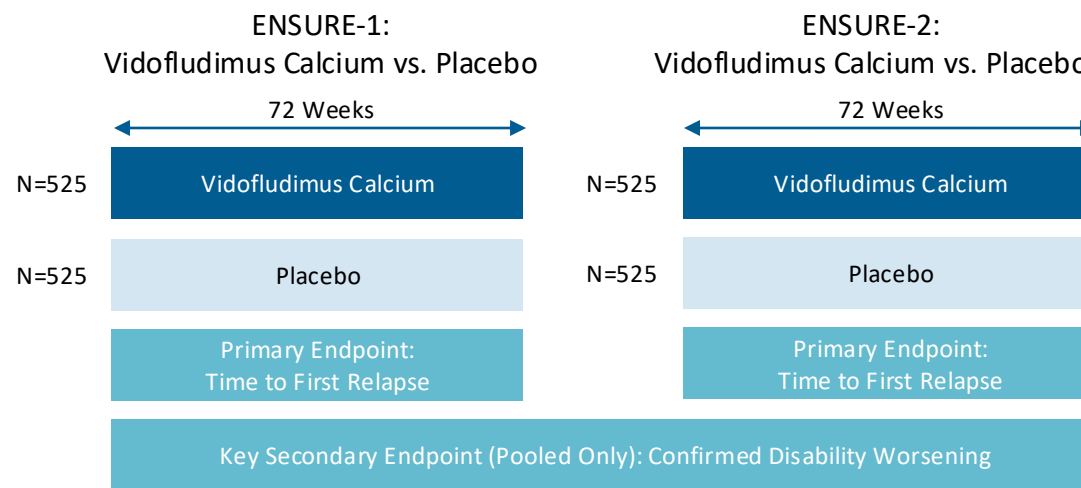 ENSURE-1:
Vidofludimus Calcium vs. Placebo
72 Weeks
N=525 Vidofludimus Calcium
N=525 Placebo
Primary Endpoint:
Time to First Relapse
ENSURE-2:
Vidofludimus Calcium vs. Placebo
72 Weeks
N=525 Vidofludimus Calcium
N=525 Placebo
Primary Endpoint:
Time to First Relapse
Key Secondary Endpoint (Pooled Only): Confirmed Disability Worsening